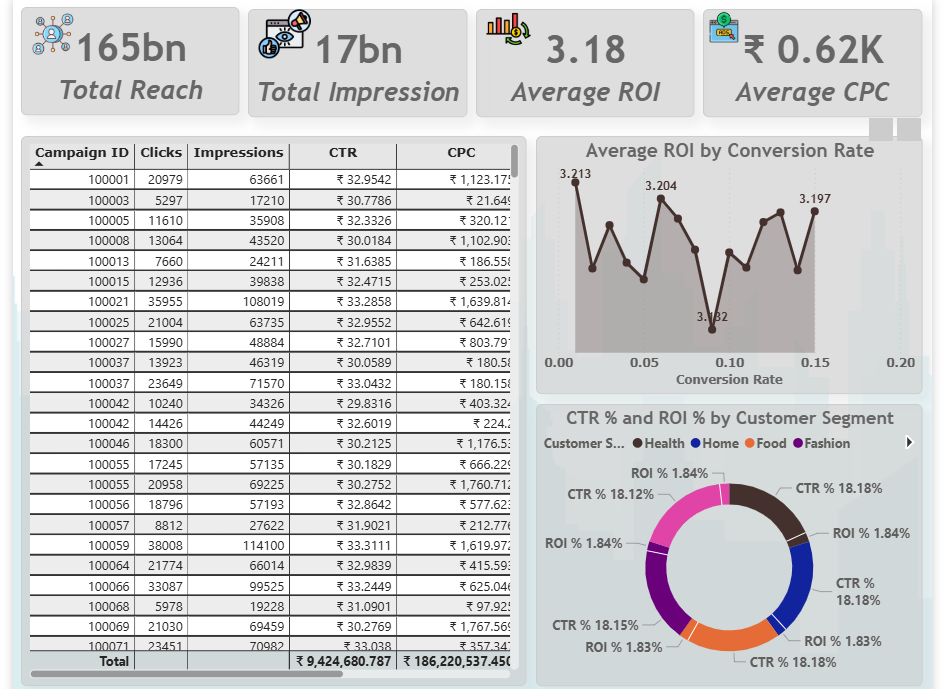 165bn
Total Reach
17bn
Total Impression
3.18
Average ROI
ADS
₹ 0.62K
Average CPC
Campaign ID Clicks Impressions CTR CPC
100001 20979 63661 ₹ 32.9542 ₹ 1,123.175
100003 5297 17210 ₹ 30.7786 ₹ 21.649
100005 11610 35908 ₹ 32.3326 ₹ 320.121
100008 13064 43520 ₹ 30.0184 ₹ 1,102.903
100013 7660 24211 ₹ 31.6385 ₹ 186.558
100015 12936 39838 ₹ 32.4715 ₹ 253.025
100021 35955 108019 ₹ 33.2858 ₹ 1,639.814
100025 21004 63735 ₹ 32.9552 ₹ 642.619
100027 15990 48884 ₹ 32.7101 ₹ 803.791
100037 13923 46319 ₹ 30.0589 ₹ 180.58
100037 23649 71570 ₹ 33.0432 ₹ 180.158
100042 10240 34326 ₹ 29.8316 ₹ 403.324
100042 14426 44249 ₹ 32.6019 ₹ 224.2
100046 18300 60571 ₹ 30.2125 ₹ 1,176.53
100055 17245 57135 ₹ 30.1829 ₹ 666.229
100055 20958 69225 ₹ 30.2752 ₹ 1,760.712
100056 18796 57193 ₹ 32.8642 ₹ 577.623
100057 8812 27622 ₹ 31.9021 ₹ 212.776
100059 38008 114100 ₹ 33.3111 ₹ 1,619.972
100064 21774 66014 ₹ 32.9839 ₹ 415.593
100066 33087 99525 ₹ 33.2449 ₹ 625.046
100068 5978 19228 ₹ 31.0901 ₹ 97.925
100069 21030 69459 ₹ 30.2769 ₹ 1,767.569
100071 23451 70982 ₹ 33.038 ₹ 357.347
Total ₹ 9,424,680.787 ₹ 186,220,537.450
Average ROI by Conversion Rate
3.213
3.204
3.197
3.132
0.00 0.05 0.10 0.15 0.20
Conversion Rate
CTR % and ROI % by Customer Segment
Customer S... Health Home Food Fashion
ROI % 1.84%
CTR % 18.12%
CTR % 18.18%
ROI % 1.84%
ROI % 1.84%
CTR %
18.18%
CTR % 18.15%
ROI % 1.83%
ROI % 1.83%
CTR % 18.18%